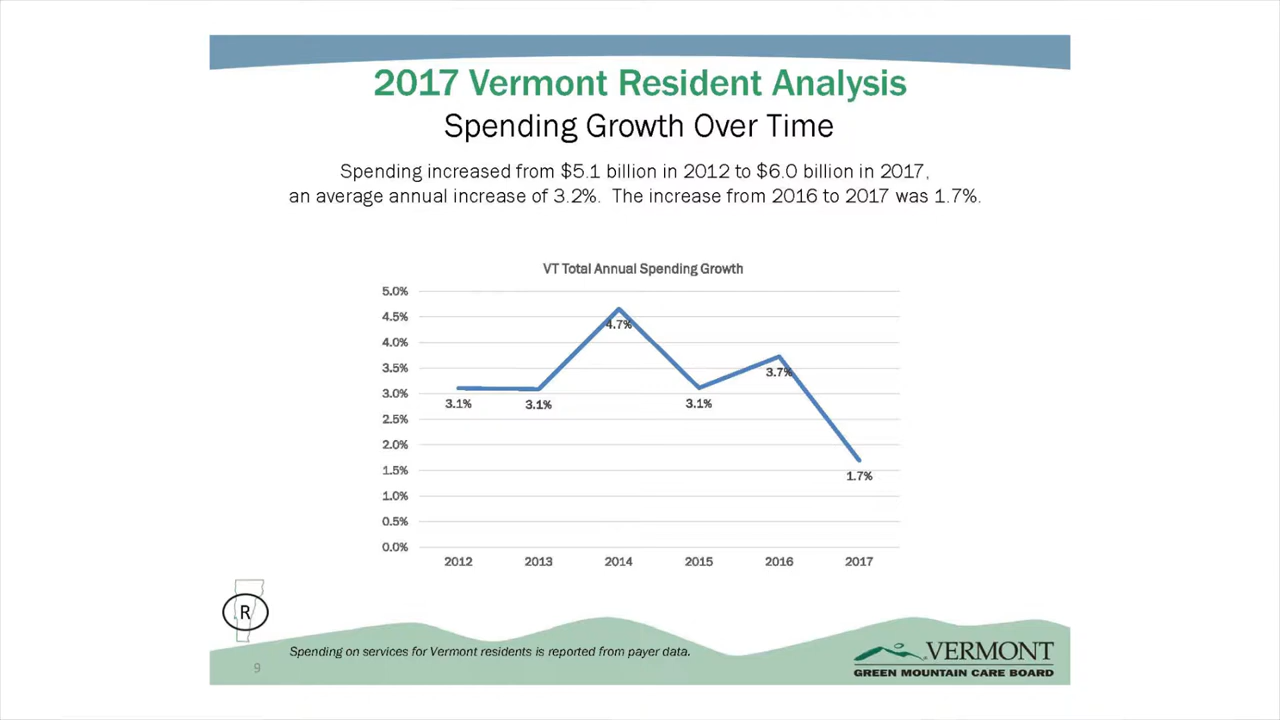 2017 Vermont Resident Analysis
Spending Growth Over Time
Spending increased from $5.1 billion in 2012 to $6.0 billion in 2017,
an average annual increase of 3.2%. The increase from 2016 to 2017 was 1.7%.
VT Total Annual Spending Growth
5.0%
4.5%
4.0%
3.5%
3.0%
2.5%
2.0%
1.5%
1.0%
0.5%
0.0%
3.1%
3.1%
4.7%
3.1%
3.7%
1.7%
2012 2013 2014 2015 2016 2017
R
Spending on services for Vermont residents is reported from payer data.
9
VERMONT
GREEN MOUNTAIN CARE BOARD